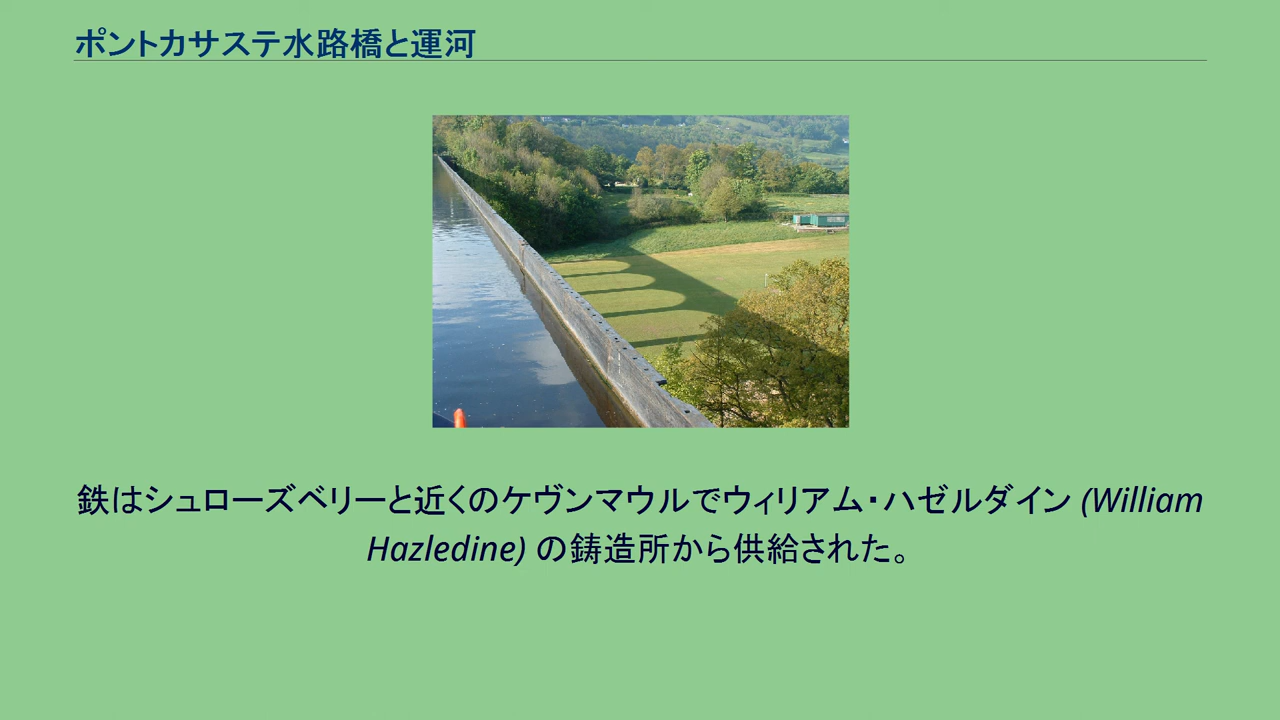 ポントカサステ水路橋と運河
鉄はシュローズベリーと近くのケヴンマウルでウィリアム・ハゼルダイン (William
Hazledine) の鋳造所から供給された。